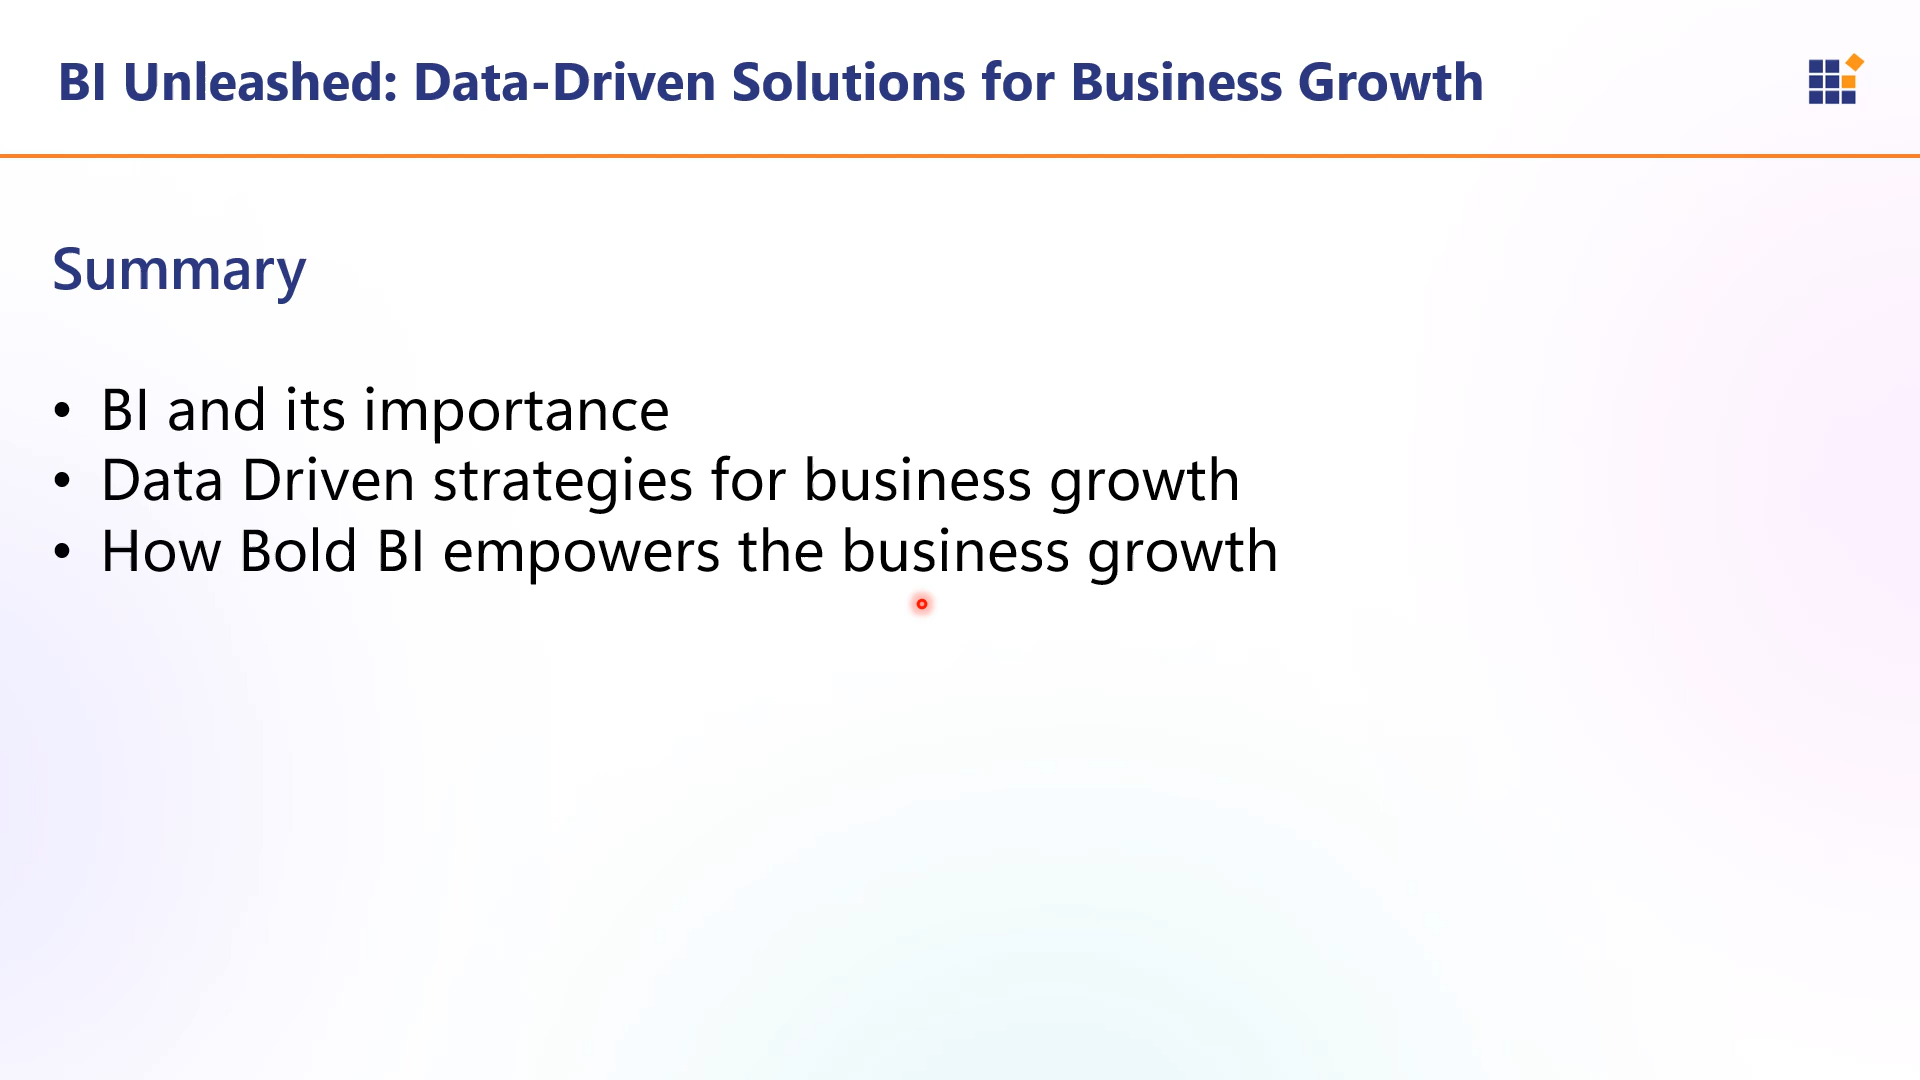 BI Unleashed: Data-Driven Solutions for Business Growth
Summary
• BI and its importance
• Data Driven strategies for business growth
• How Bold BI empowers the business growth